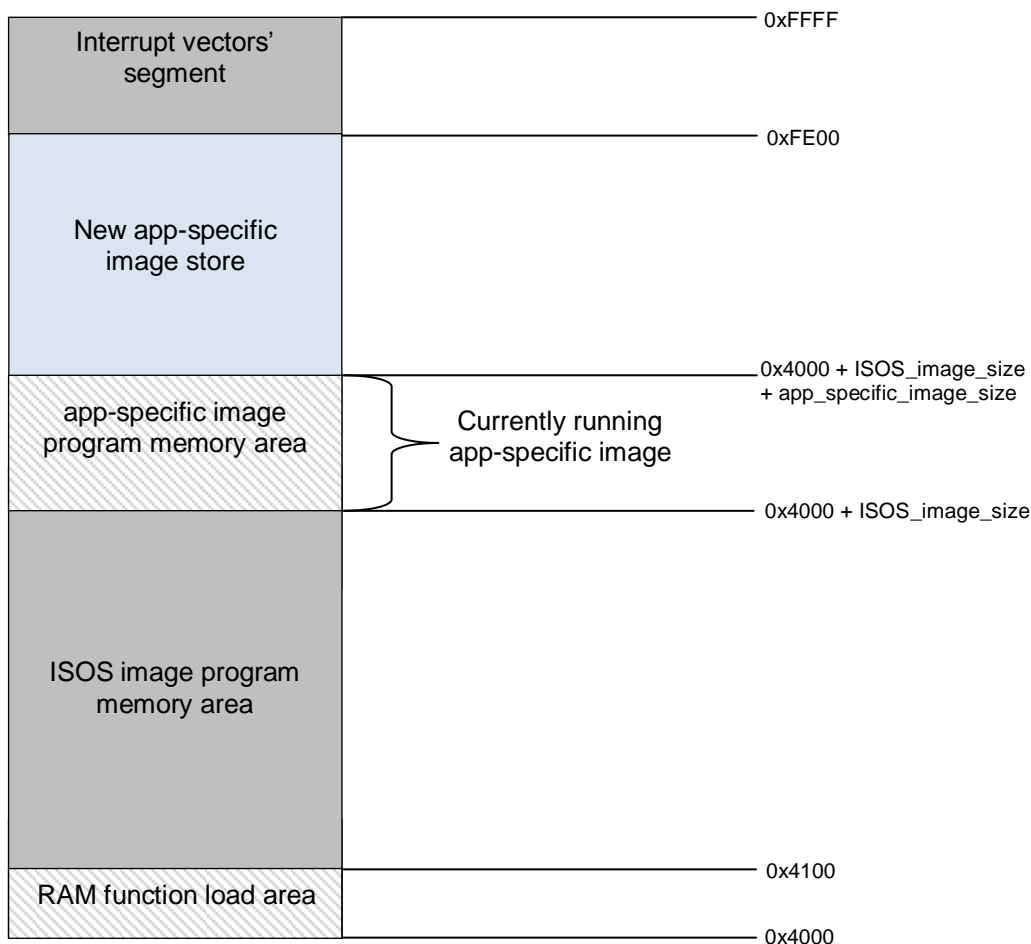 0xFFFF
Interrupt vectors’
segment
0xFE00
New app-specific
image store
0x4000 + ISOS_image_size
+ app_specific_image_size
app-specific image
program memory area
Currently running
app-specific image
0x4000 + ISOS_image_size
ISOS image program
memory area
0x4100
RAM function load area
0x4000